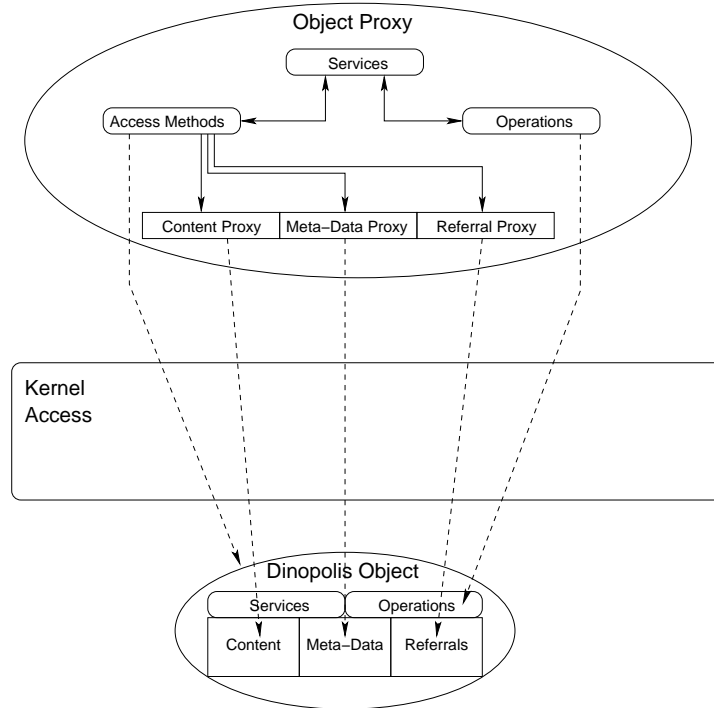 Object Proxy
Services
Access Methods
Operations
Content Proxy
Meta−Data Proxy
Referral Proxy
Kernel
Access
Dinopolis Object
Services
Operations
Content
Meta−Data
Referrals